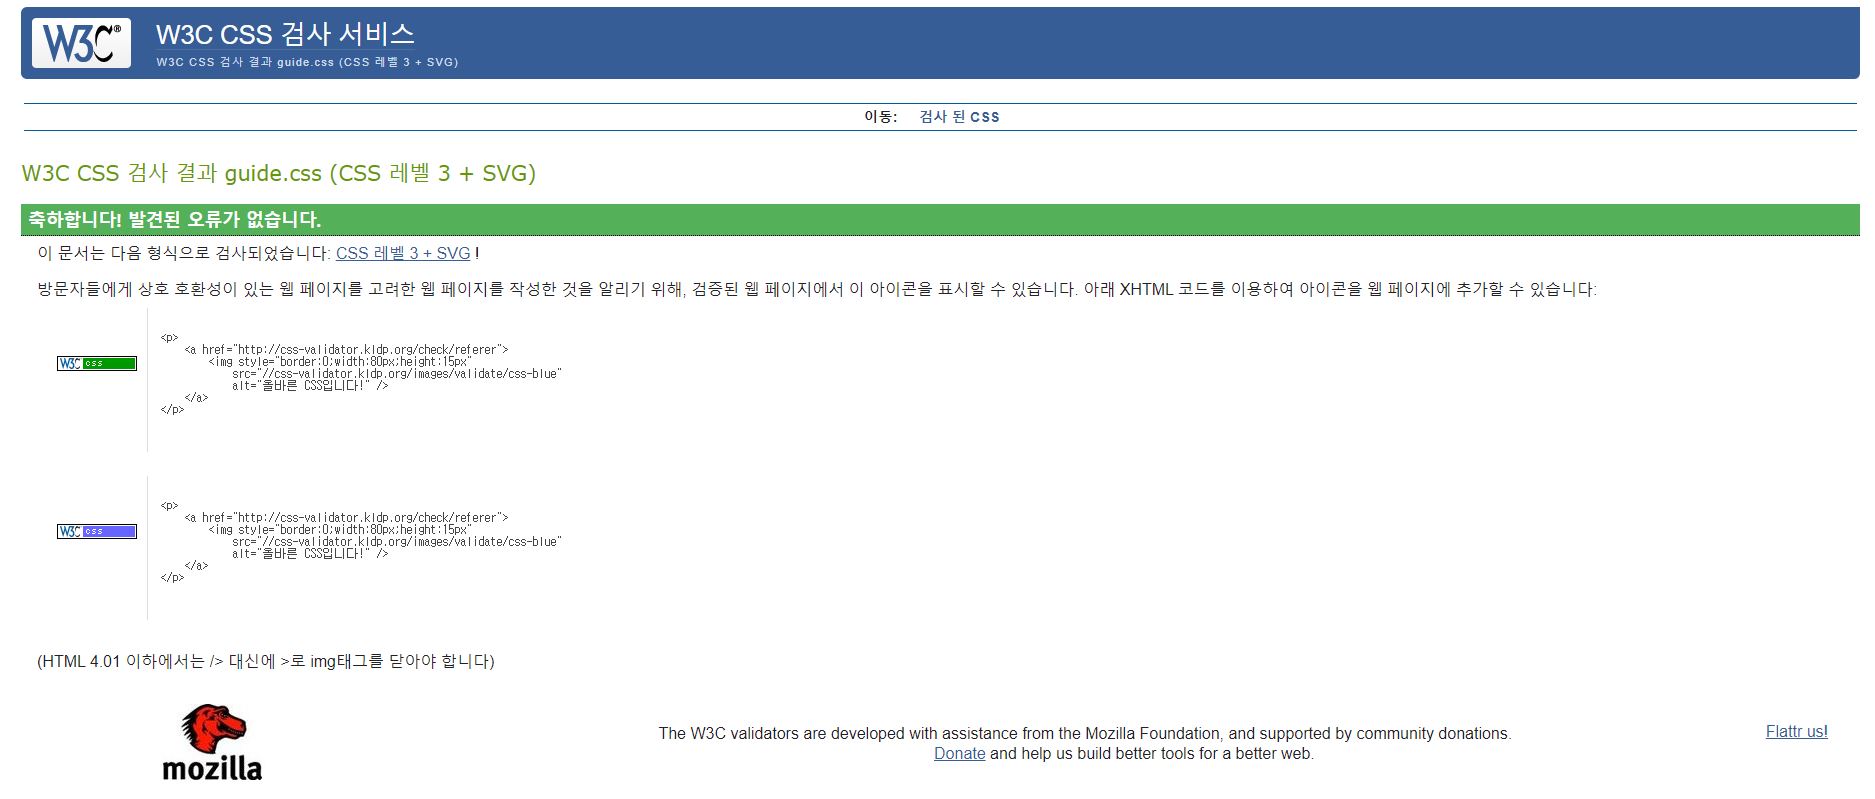 W3C®
W3C CSS 검사 서비스
W3C CSS 검사 결과 guide.css (CSS 레벨 3 + SVG)
이동: 검사 된 CSS
W3C CSS 검사 결과 guide.css (CSS 레벨 3 + SVG)
축하합니다! 발견된 오류가 없습니다.
이 문서는 다음 형식으로 검사되었습니다: CSS 레벨 3 + SVG !
방문자들에게 상호 호환성이 있는 웹 페이지를 고려한 웹 페이지를 작성한 것을 알리기 위해, 검증된 웹 페이지에서 이 아이콘을 표시할 수 있습니다. 아래 XHTML 코드를 이용하여 아이콘을 웹 페이지에 추가할 수 있습니다:
W3C css
<p>
<a href="http://css-validator.kldp.org/check/referer">
<img style="border:0;width:80px;height:15px"
src="//css-validator.kldp.org/images/validate/css-blue"
alt="올바른 CSS입니다!" />
</a>
</p>
W3C css
<p>
<a href="http://css-validator.kldp.org/check/referer">
<img style="border:0;width:80px;height:15px"
src="//css-validator.kldp.org/images/validate/css-blue"
alt="올바른 CSS입니다!" />
</a>
</p>
(HTML 4.01 이하에서는 /> 대신에 >로 img태그를 닫아야 합니다)
mozilla
The W3C validators are developed with assistance from the Mozilla Foundation, and supported by community donations.
Donate and help us build better tools for a better web.
Flattr us!